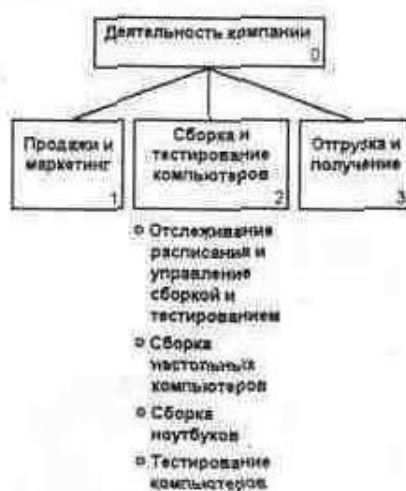 Деятельность компании
0
Продажи и
маркетинг
1
Сборка и
тестирование
компьютеров
2
Отгрузка и
получение
3
Отслеживание
расписания и
управление
сборкой и
тестированием
Сборка
настольных
компьютеров
Сборка
ноутбуков
Тестирование
компьютеров